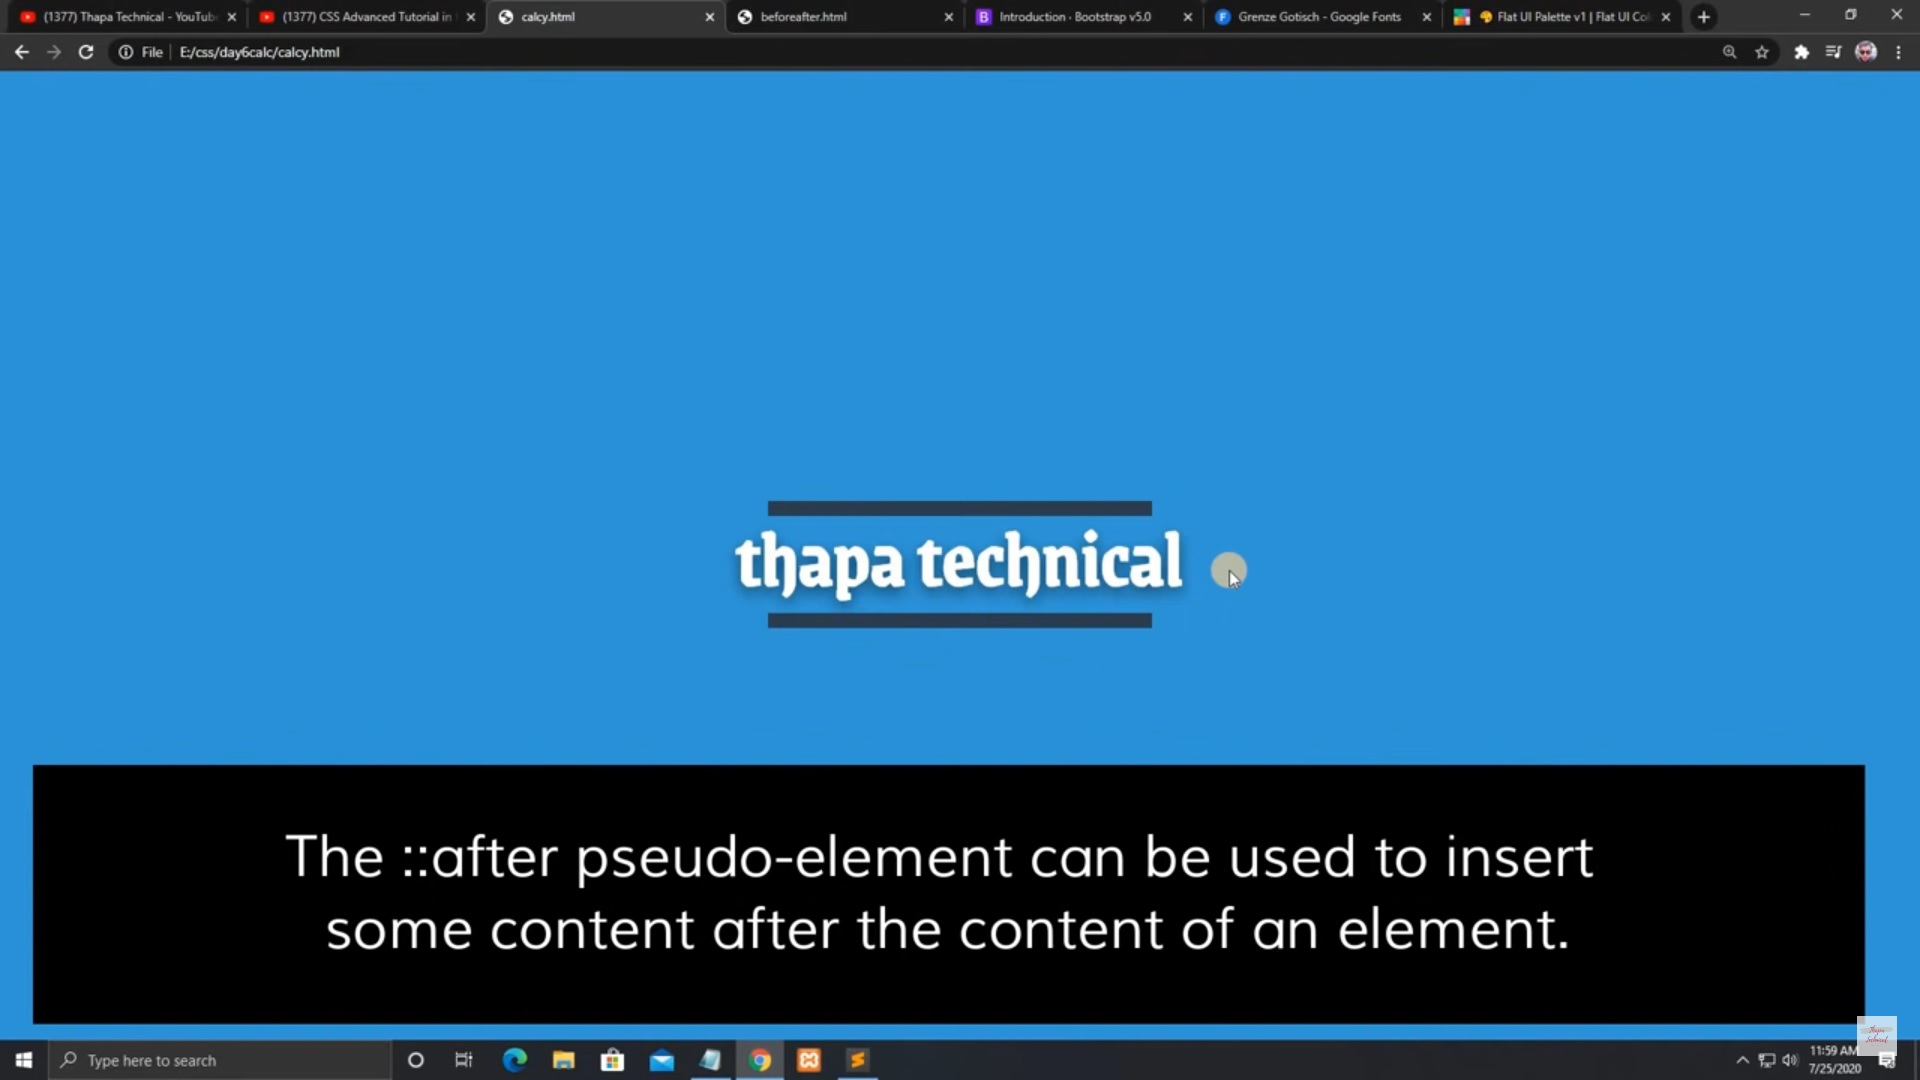 (1377) Thapa Technical - YouTub
(1377) CSS Advanced Tutorial in
calcy.html
beforeafter.html
Introduction · Bootstrap v5.0
Grenze Gotisch - Google Fonts
Flat UI Palette v1 | Flat UI Co
File
E:/css/day6calc/calcy.html
thapa technical
The ::after pseudo-element can be used to insert
some content after the content of an element.
Type here to search
11:59 AM
7/25/2020